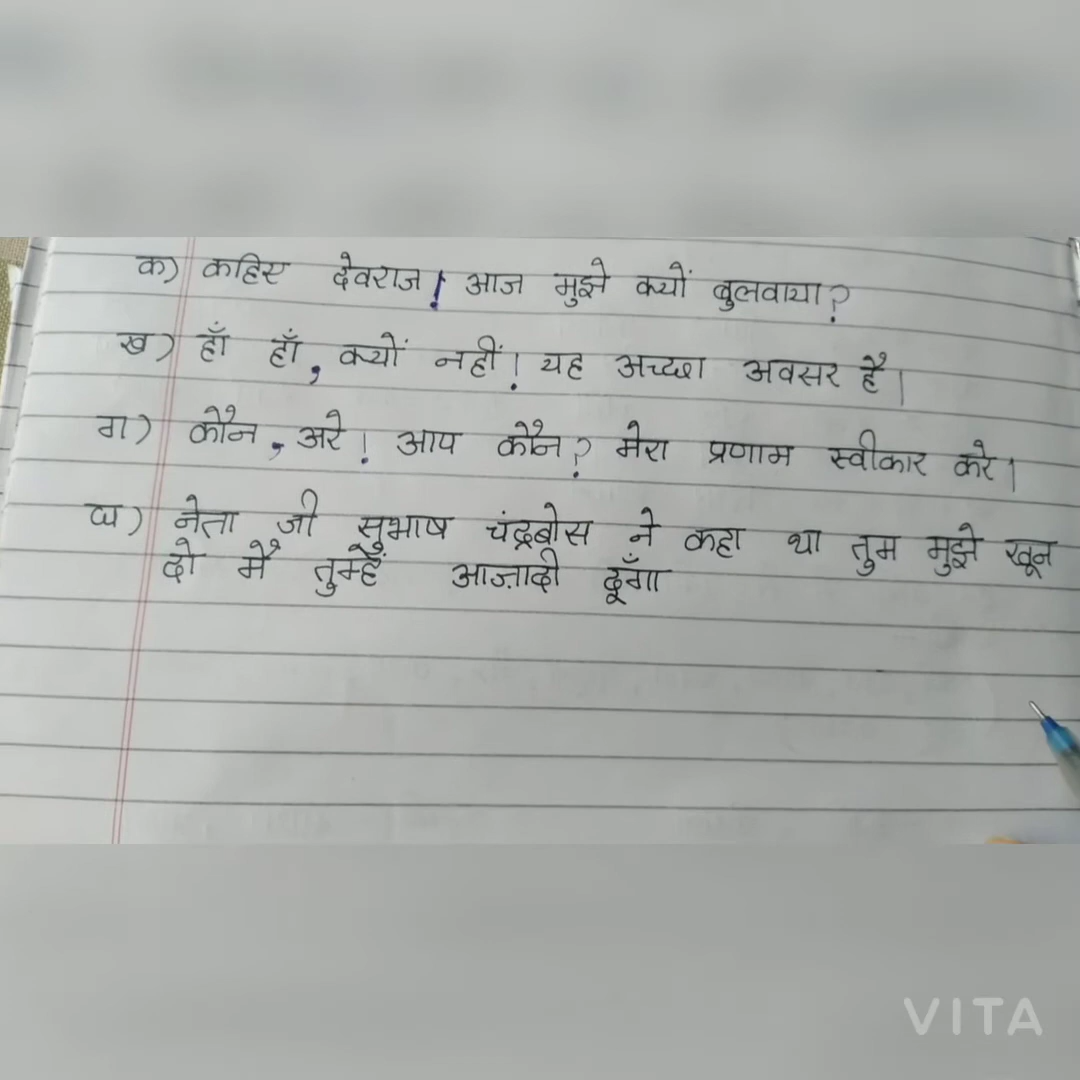 क) कहिए देवराज! आज मुझे क्यों बुलवाया?
ख) हाँ हाँ, क्यों नहीं! यह अच्छा अवसर है।
ग) कौन, अरे! आप कौन? मेरा प्रणाम स्वीकार करे।
घ) नेता जी सुभाष चंद्रबोस ने कहा था तुम मुझे खून
दो मै तुम्हें आज़ादी दूँगा
VITA